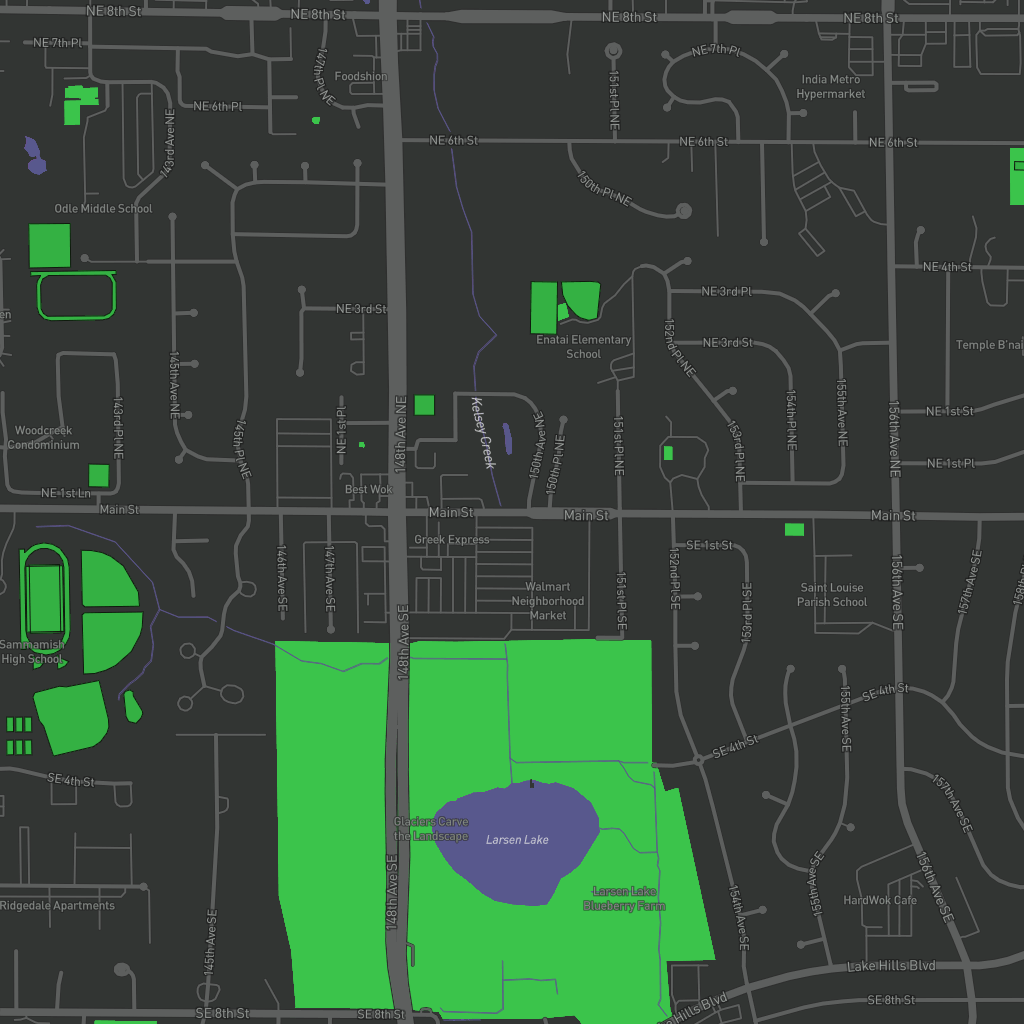 NE 8th St
NE 8th St
NE 8th St
NE 8th St
NE 7th Pl
147th Pl NE
Foodshion
151st Pl NE
NE 7th Pl
India Metro
Hypermarket
NE 6th Pl
143rd Ave NE
NE 6th St
NE 6th St
NE 6th St
150th Pl NE
Odle Middle School
NE 4th St
NE 3rd Pl
NE 3rd St
Enatai Elementary
School
152nd Pl NE
NE 3rd St
Temple B'nai
145th Ave NE
143rd Pl NE
NE 1st Pl
148th Ave NE
Kelsey Creek
150th Ave NE
150th Pl NE
151st Pl NE
153rd Pl NE
154th Pl NE
155th Ave NE
156th Ave NE
NE 1st St
Woodcreek
Condominium
145th Pl NE
NE 1st Pl
NE 1st Ln
Best Wok
Main St
Main St
Main St
Main St
Greek Express
SE 1st St
146th Ave SE
147th Ave SE
148th Ave SE
Walmart
Neighborhood
Market
151st Pl SE
152nd Pl SE
153rd Pl SE
Saint Louise
Parish School
156th Ave SE
157th Ave SE
158th Pl
Sammamish
High School
SE 4th St
SE 4th St
155th Ave SE
SE 4th St
157th Ave SE
Glaciers Carve
the Landscape
Larsen Lake
148th Ave SE
Larsen Lake
Blueberry Farm
155th Ave SE
156th Ave SE
154th Ave SE
HardWok Cafe
Ridgedale Apartments
145th Ave SE
Lake Hills Blvd
SE 8th St
SE 8th St
SE 8th St
Hills Blvd